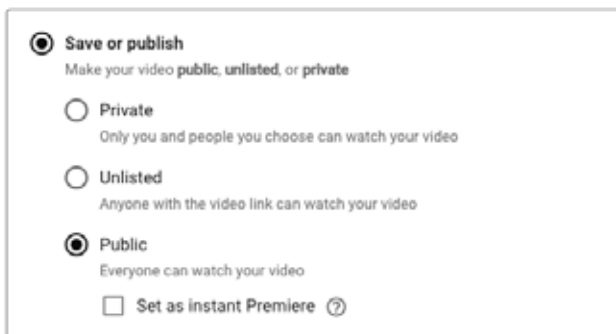 Save or publish
Make your video public, unlisted, or private
Private
Only you and people you choose can watch your video
Unlisted
Anyone with the video link can watch your video
Public
Everyone can watch your video
Set as instant Premiere ?